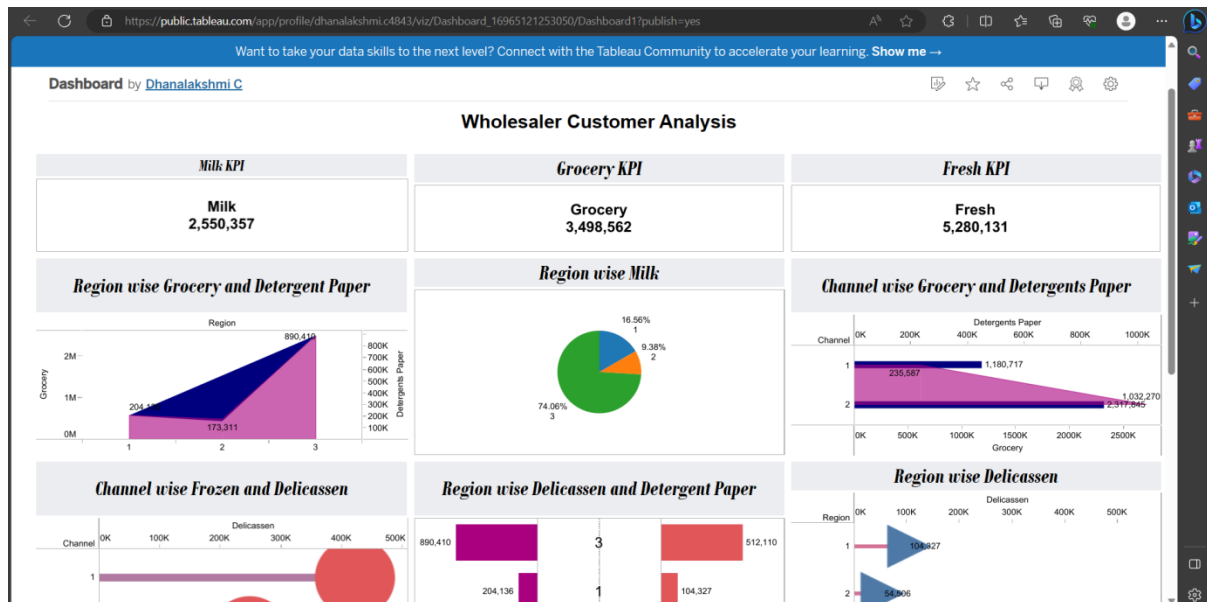 https://public.tableau.com/app/profile/dhanalakshmi.c4843/viz/Dashboard_16965121253050/Dashboard1?publish=yes
Want to take your data skills to the next level? Connect with the Tableau Community to accelerate your learning. Show me →
Dashboard by Dhanalakshmi C
Wholesaler Customer Analysis
Milk KPI
Milk
2,550,357
Grocery KPI
Grocery
3,498,562
Fresh KPI
Fresh
5,280,131
Region wise Grocery and Detergent Paper
Region
890,410
2M
1M
0M
Grocery
204,136
173,311
800K
700K
600K
500K
400K
300K
200K
100K
Detergents Paper
1 2 3
Region wise Milk
16.56%
1
9.38%
2
74.06%
3
Channel wise Grocery and Detergents Paper
Detergents Paper
Channel 0K 200K 400K 600K 800K 1000K
1
1,180,717
235,587
1,032,270
2
2,317,845
0K 500K 1000K 1500K 2000K 2500K
Grocery
Channel wise Frozen and Delicassen
Delicassen
Channel 0K 100K 200K 300K 400K 500K
1
Region wise Delicassen and Detergent Paper
890,410 3 512,110
204,136 1 104,327
Region wise Delicassen
Delicassen
Region 0K 100K 200K 300K 400K 500K
1 104,327
2 54,506